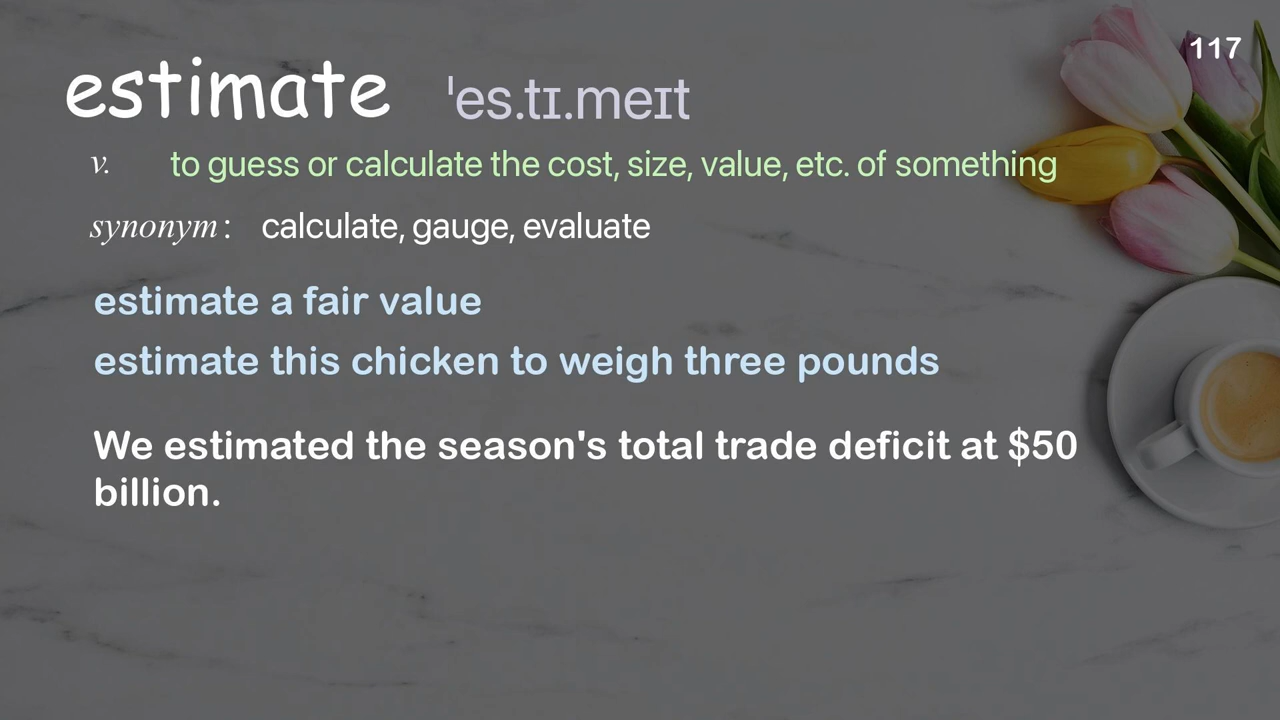 117
estimate ˈes.tɪ.meɪt
v. to guess or calculate the cost, size, value, etc. of something
synonym: calculate, gauge, evaluate
estimate a fair value
estimate this chicken to weigh three pounds
We estimated the season's total trade deficit at $50
billion.